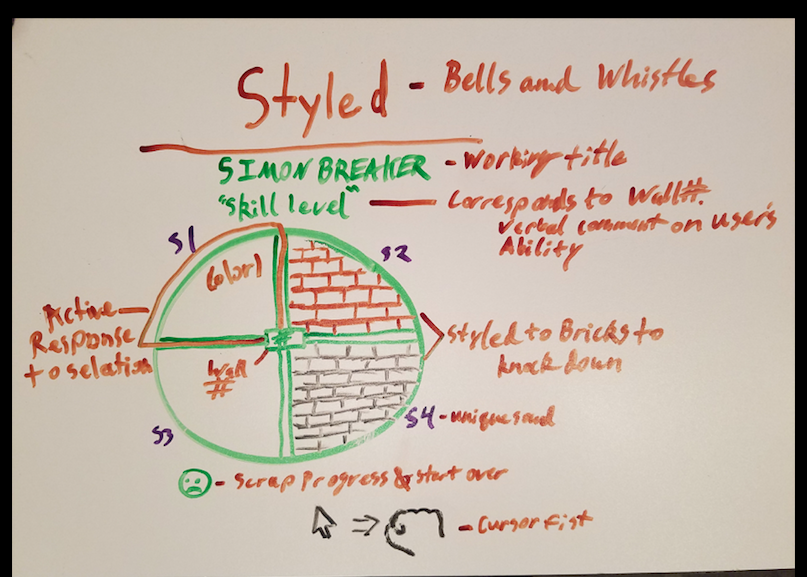 Styled - Bells and Whistles
SIMON BREAKER - Working title
"Skill level" — Corresponds to Wall#.
Verbal comment on user's
Ability
S1
S2
Color1
Active
Response
to selation
#
Wall
#
Styled to Bricks to
knock down
S3
S4 - unique sound
- Scrap Progress & start over
- Cursor Fist